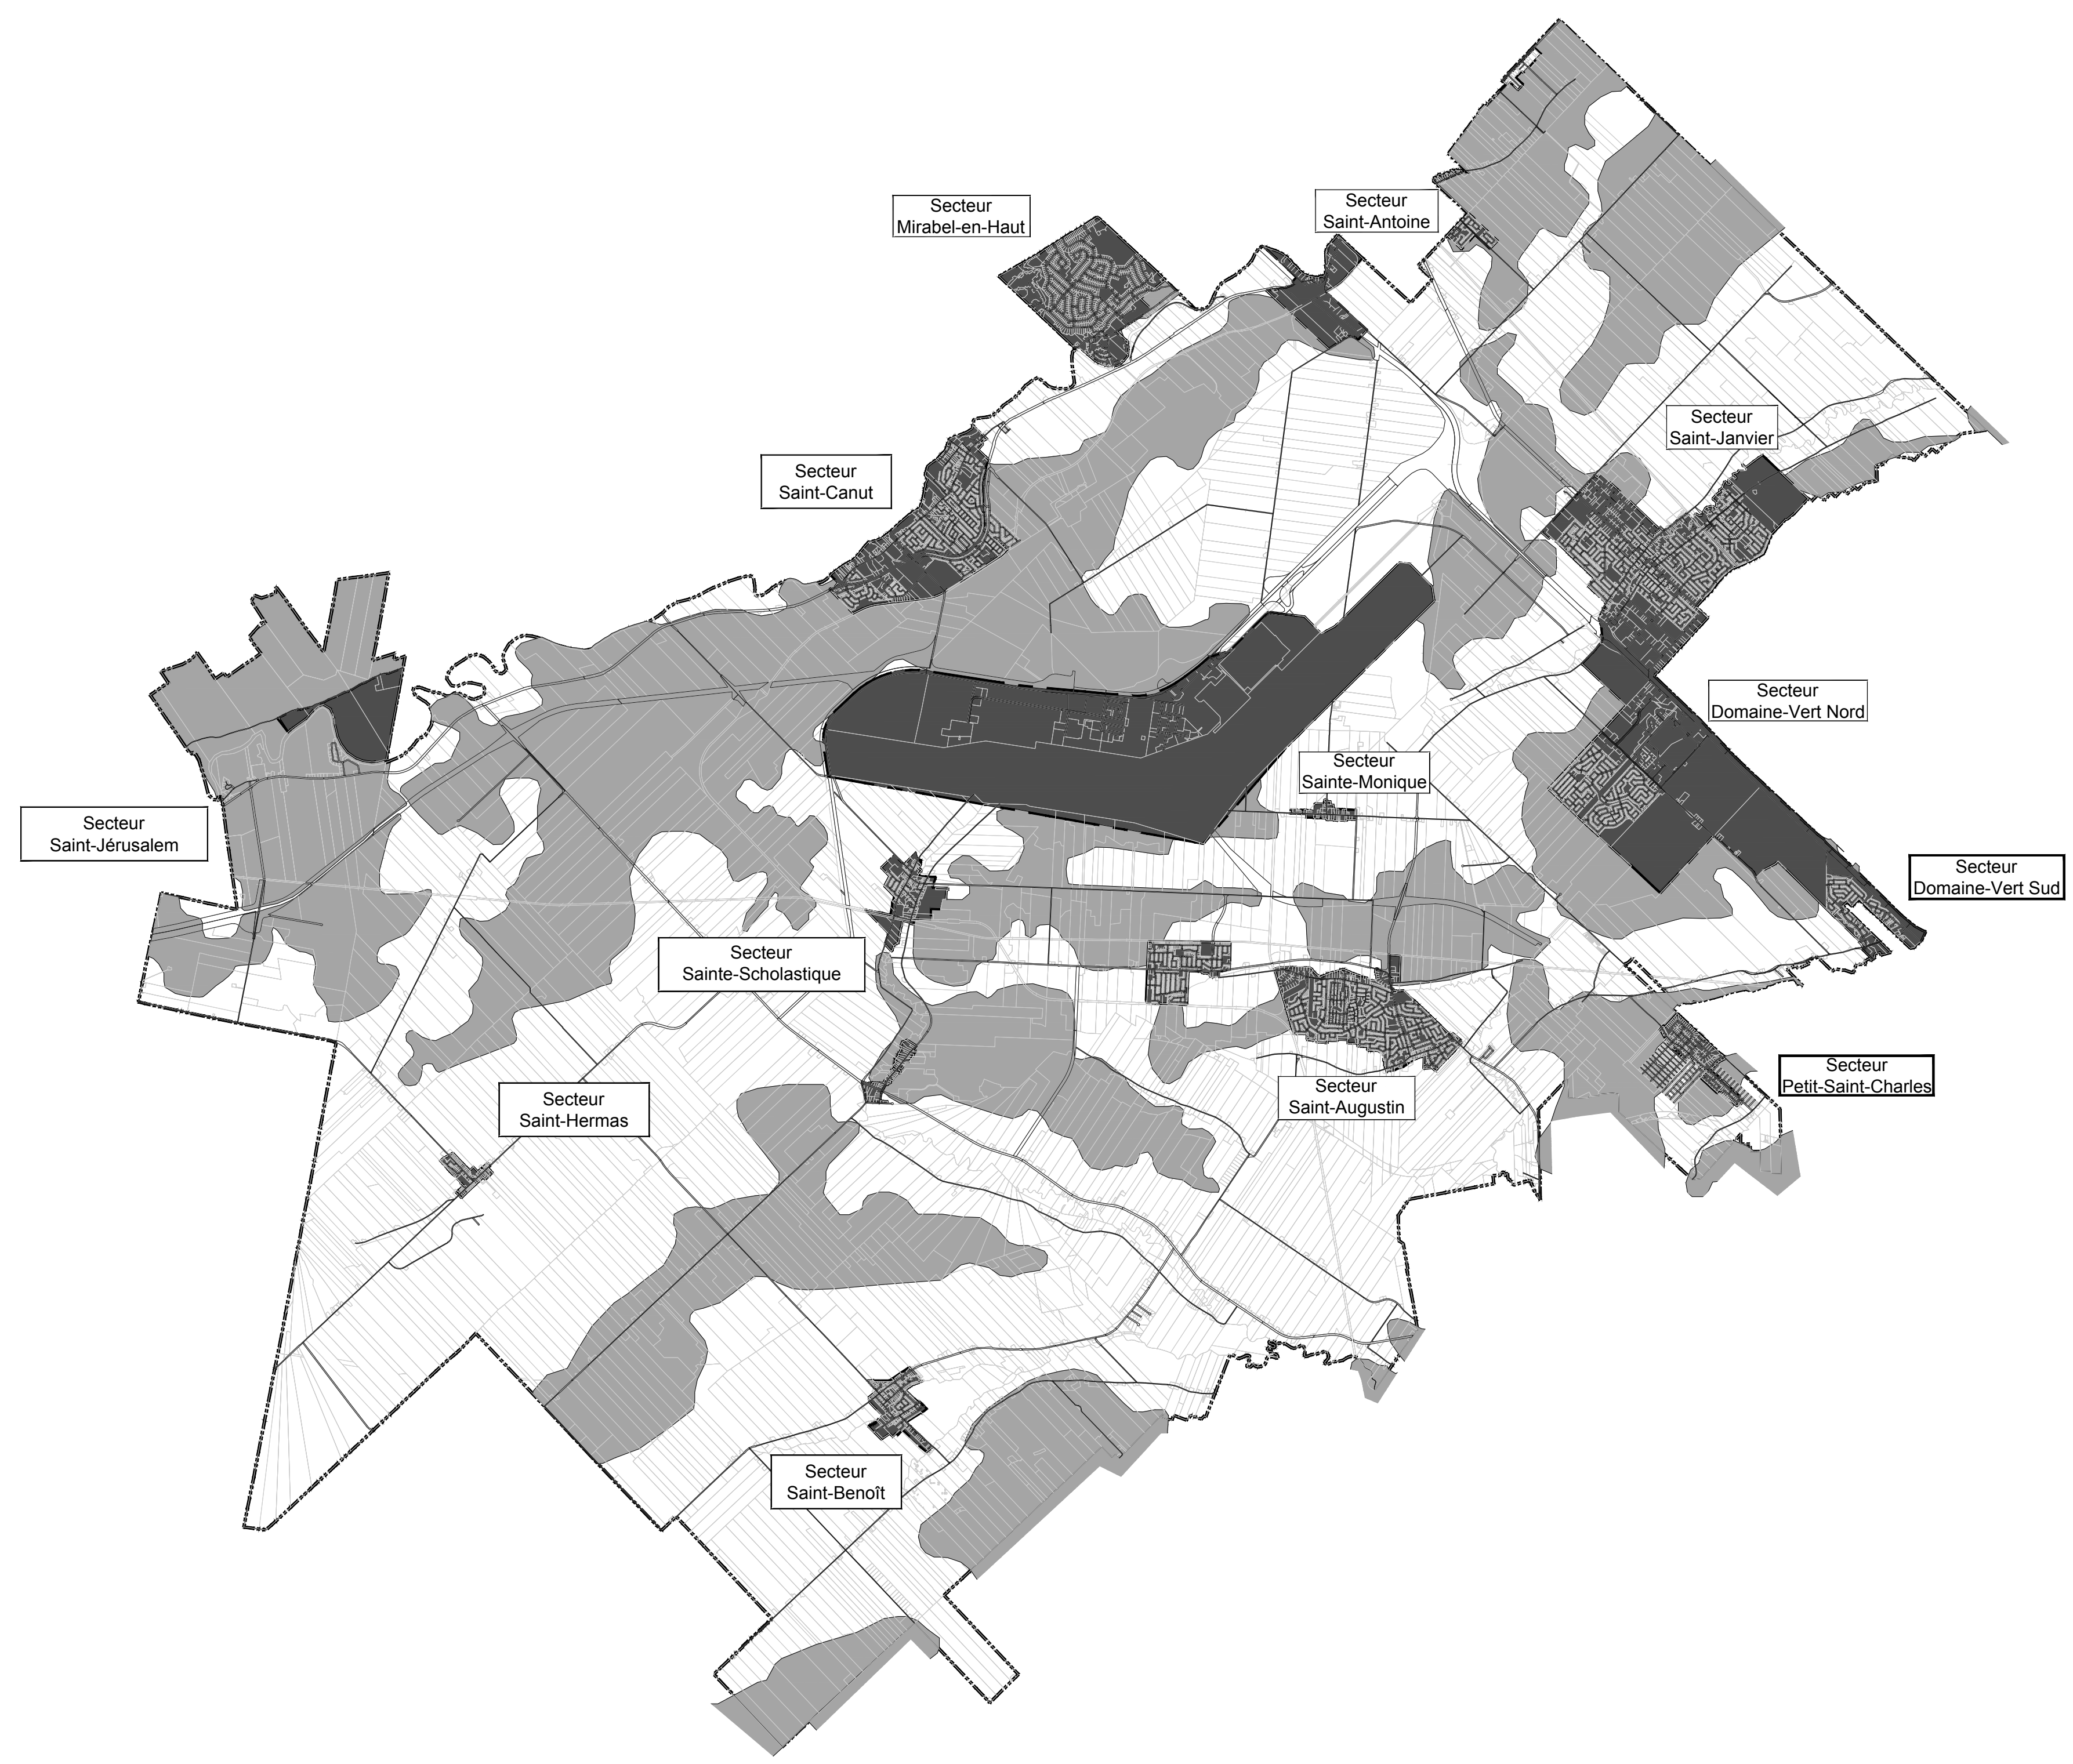 Secteur
Saint-Antoine
Secteur
Mirabel-en-Haut
Secteur
Saint-Janvier
Secteur
Saint-Canut
Secteur
Domaine-Vert Nord
Secteur
Sainte-Monique
Secteur
Saint-Jérusalem
Secteur
Domaine-Vert Sud
Secteur
Sainte-Scholastique
Secteur
Petit-Saint-Charles
Secteur
Saint-Augustin
Secteur
Saint-Hermas
Secteur
Saint-Benoît